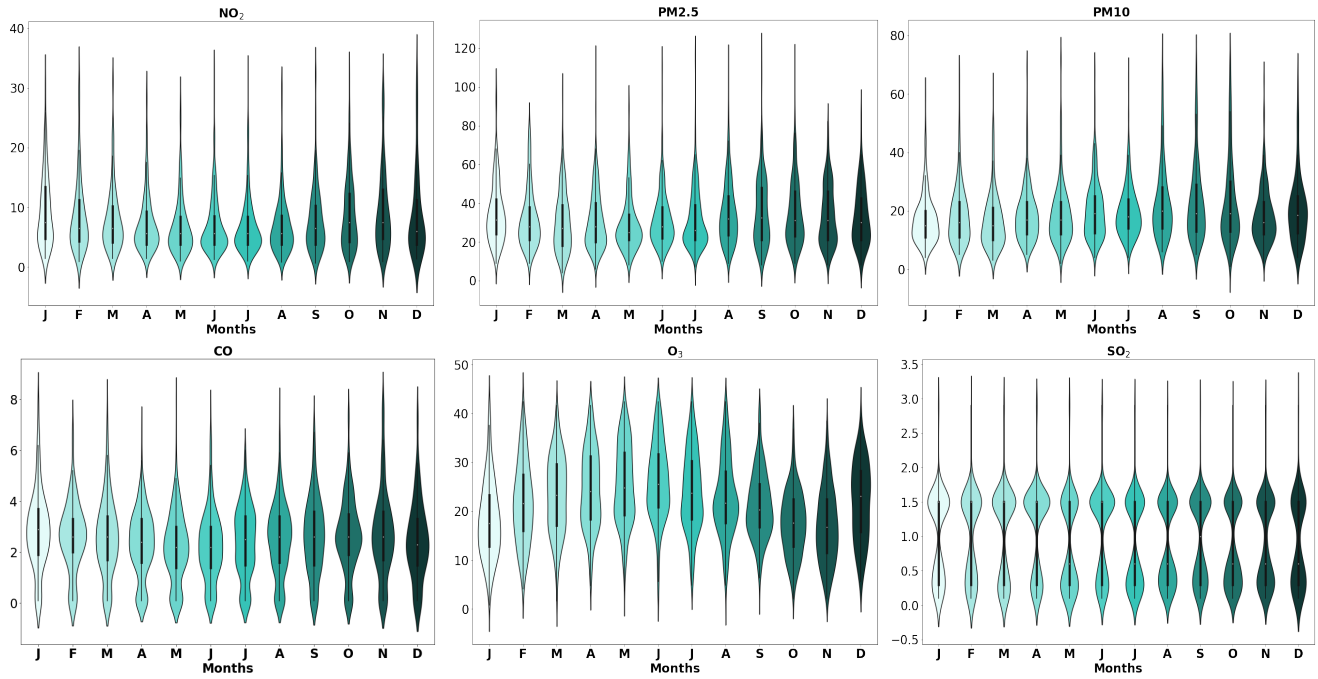 NO₂
40
30
20
10
0
J F M A M J J A S O N D
Months
PM2.5
120
100
80
60
40
20
0
J F M A M J J A S O N D
Months
PM10
80
60
40
20
0
J F M A M J J A S O N D
Months
CO
8
6
4
2
0
J F M A M J J A S O N D
Months
O₃
50
40
30
20
10
0
J F M A M J J A S O N D
Months
SO₂
3.5
3.0
2.5
2.0
1.5
1.0
0.5
0.0
−0.5
J F M A M J J A S O N D
Months